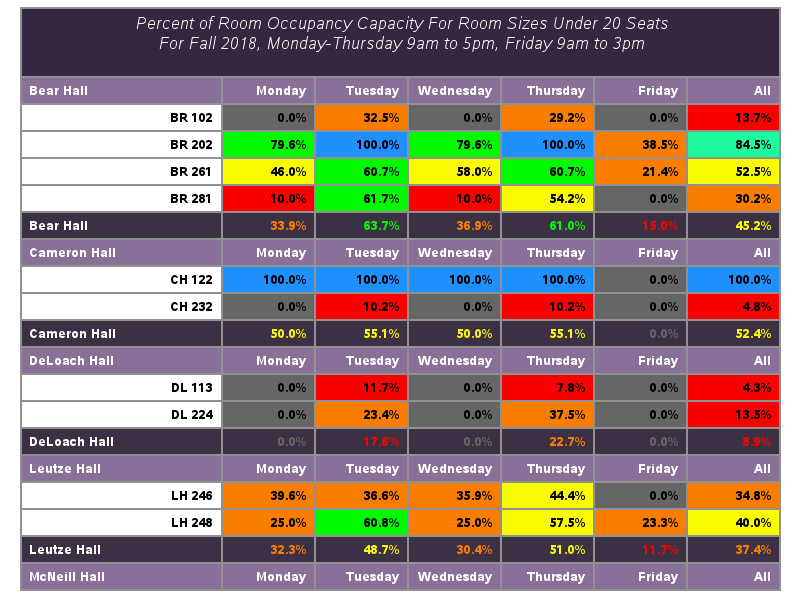 Percent of Room Occupancy Capacity For Room Sizes Under 20 Seats
For Fall 2018, Monday-Thursday 9am to 5pm, Friday 9am to 3pm
Bear Hall Monday Tuesday Wednesday Thursday Friday All
BR 102 0.0% 32.5% 0.0% 29.2% 0.0% 13.7%
BR 202 79.6% 100.0% 79.6% 100.0% 38.5% 84.5%
BR 261 46.0% 60.7% 58.0% 60.7% 21.4% 52.5%
BR 281 10.0% 61.7% 10.0% 54.2% 0.0% 30.2%
Bear Hall 33.9% 63.7% 36.9% 61.0% 15.0% 45.2%
Cameron Hall Monday Tuesday Wednesday Thursday Friday All
CH 122 100.0% 100.0% 100.0% 100.0% 0.0% 100.0%
CH 232 0.0% 10.2% 0.0% 10.2% 0.0% 4.8%
Cameron Hall 50.0% 55.1% 50.0% 55.1% 0.0% 52.4%
DeLoach Hall Monday Tuesday Wednesday Thursday Friday All
DL 113 0.0% 11.7% 0.0% 7.8% 0.0% 4.3%
DL 224 0.0% 23.4% 0.0% 37.5% 0.0% 13.5%
DeLoach Hall 0.0% 17.6% 0.0% 22.7% 0.0% 8.9%
Leutze Hall Monday Tuesday Wednesday Thursday Friday All
LH 246 39.6% 36.6% 35.9% 44.4% 0.0% 34.8%
LH 248 25.0% 60.8% 25.0% 57.5% 23.3% 40.0%
Leutze Hall 32.3% 48.7% 30.4% 51.0% 11.7% 37.4%
McNeill Hall Monday Tuesday Wednesday Thursday Friday All